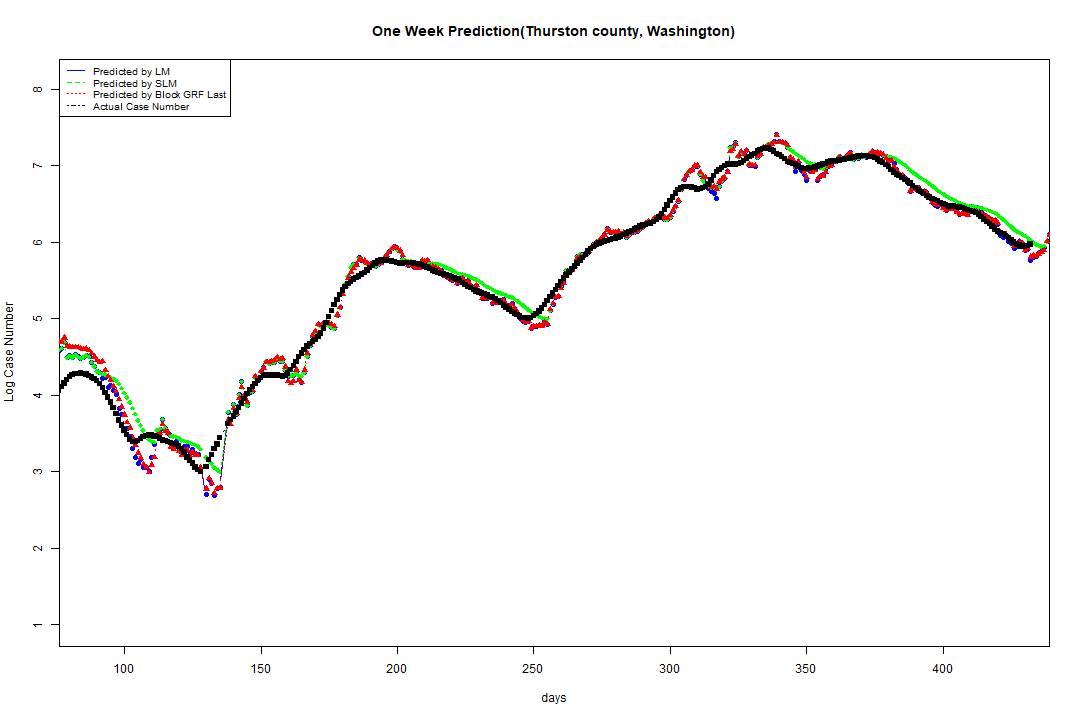 One Week Prediction(Thurston county, Washington)
Predicted by LM
Predicted by SLM
Predicted by Block GRF Last
Actual Case Number
Log Case Number
8
7
6
5
4
3
2
1
100 150 200 250 300 350 400
days